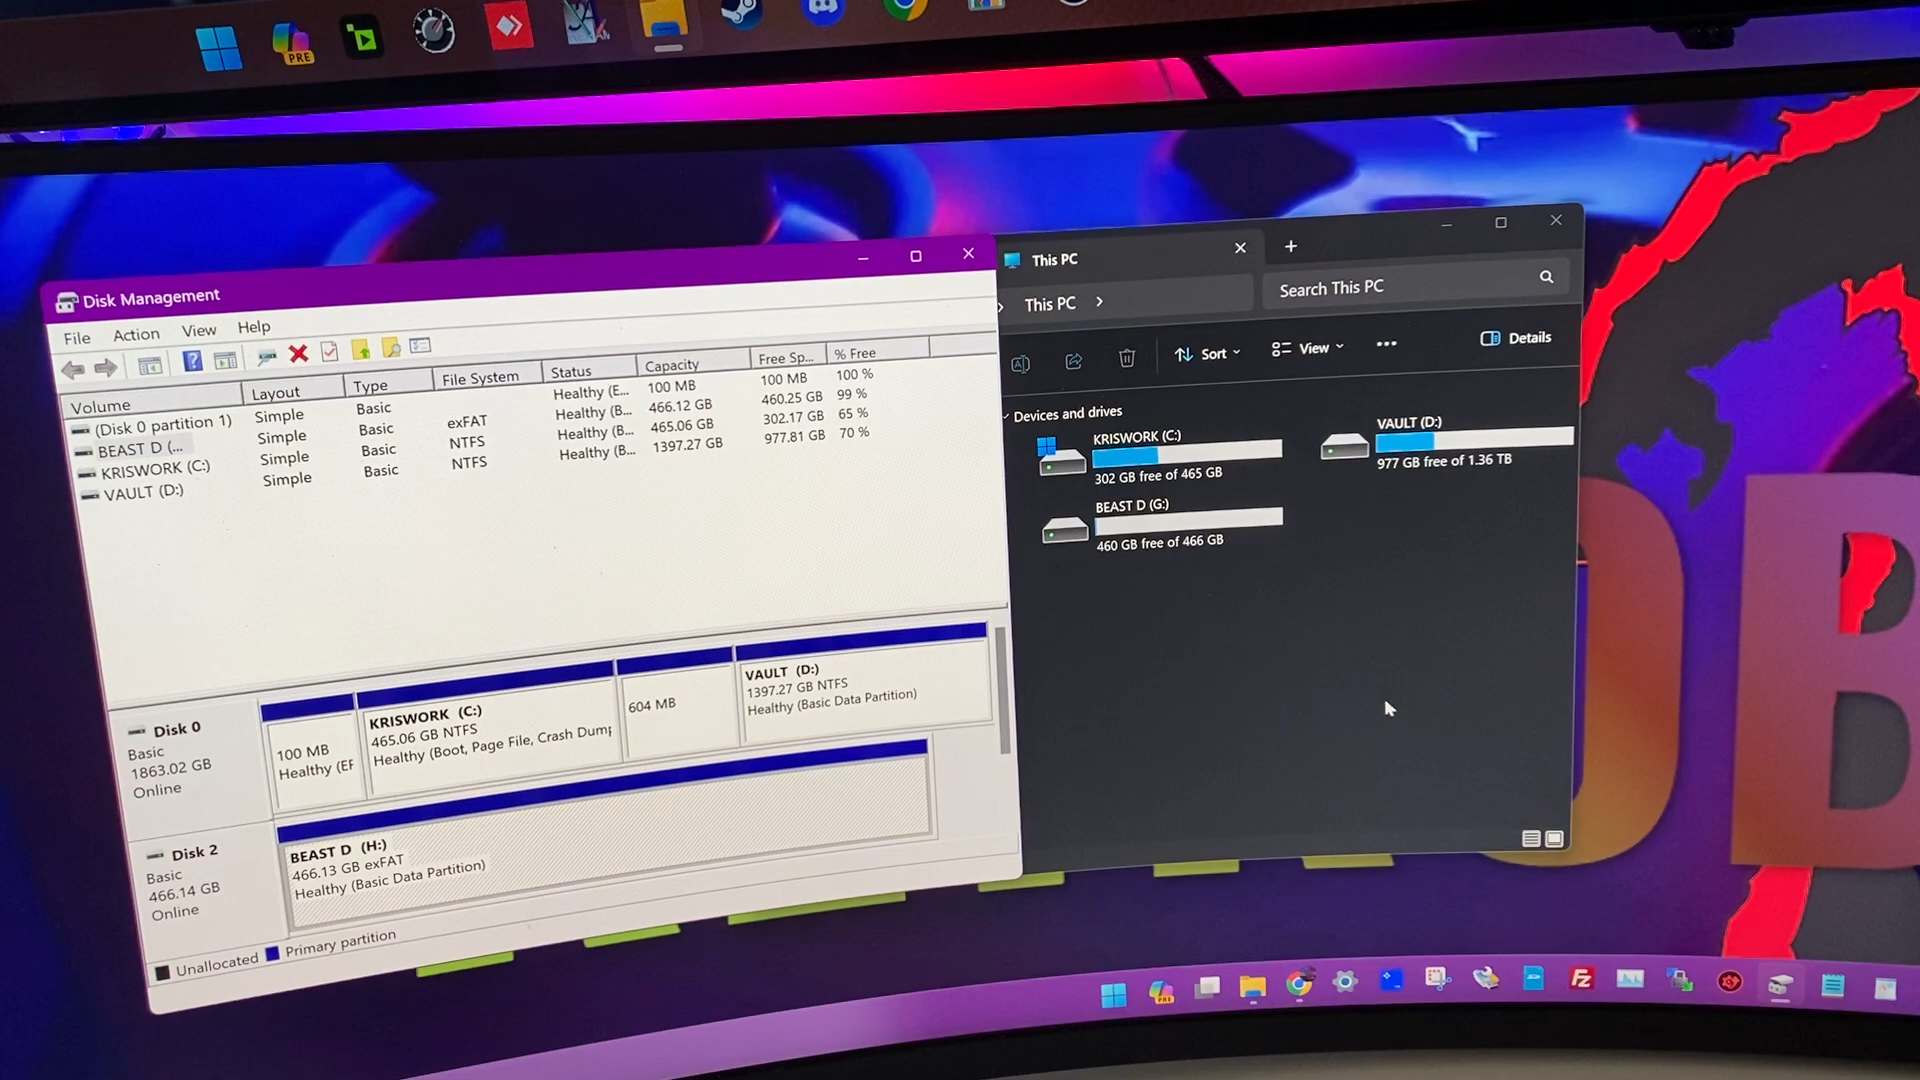 PRE
Disk Management
File Action View Help
Volume Layout Type File System Status Capacity Free Sp... % Free
(Disk 0 partition 1) Simple Basic Healthy (E... 100 MB 100 MB 100 %
BEAST D (... Simple Basic exFAT Healthy (B... 466.12 GB 460.25 GB 99 %
KRISWORK (C:) Simple Basic NTFS Healthy (B... 465.06 GB 302.17 GB 65 %
VAULT (D:) Simple Basic NTFS Healthy (B... 1397.27 GB 977.81 GB 70 %
Disk 0
Basic
1863.02 GB
Online
100 MB
Healthy (EF
KRISWORK (C:)
465.06 GB NTFS
Healthy (Boot, Page File, Crash Dum
604 MB
VAULT (D:)
1397.27 GB NTFS
Healthy (Basic Data Partition)
Disk 2
Basic
466.14 GB
Online
BEAST D (H:)
466.13 GB exFAT
Healthy (Basic Data Partition)
Unallocated Primary partition
This PC
This PC
Search This PC
Sort View Details
Devices and drives
KRISWORK (C:)
302 GB free of 465 GB
VAULT (D:)
977 GB free of 1.36 TB
BEAST D (G:)
460 GB free of 466 GB
OB
PRE
FZ